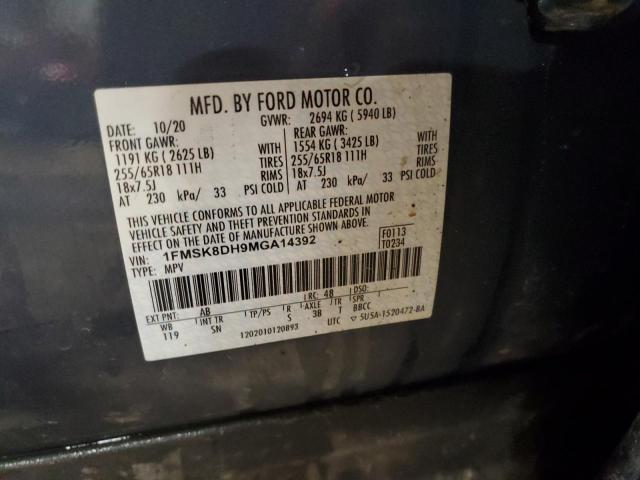 MFD. BY FORD MOTOR CO.
DATE: 10/20 GVWR: 2694 KG ( 5940 LB)
FRONT GAWR: REAR GAWR:
1191 KG ( 2625 LB) WITH 1554 KG ( 3425 LB) WITH
255/65R18 111H TIRES 255/65R18 111H TIRES
18x7.5J RIMS 18x7.5J RIMS
AT 230 kPa/ 33 PSI COLD AT 230 kPa/ 33 PSI COLD
THIS VEHICLE CONFORMS TO ALL APPLICABLE FEDERAL MOTOR
VEHICLE SAFETY AND THEFT PREVENTION STANDARDS IN
EFFECT ON THE DATE OF MANUFACTURE SHOWN ABOVE.
VIN: 1FMSK8DH9MGA14392 F0113
TYPE: MPV T0234
EXT PNT: AB RC: 48 DSO:
WB INT TR TP/PS R AXLE TR SPR
119 SN S 3B T BBCC
1202010120893 UTC 5U5A-1520472-BA